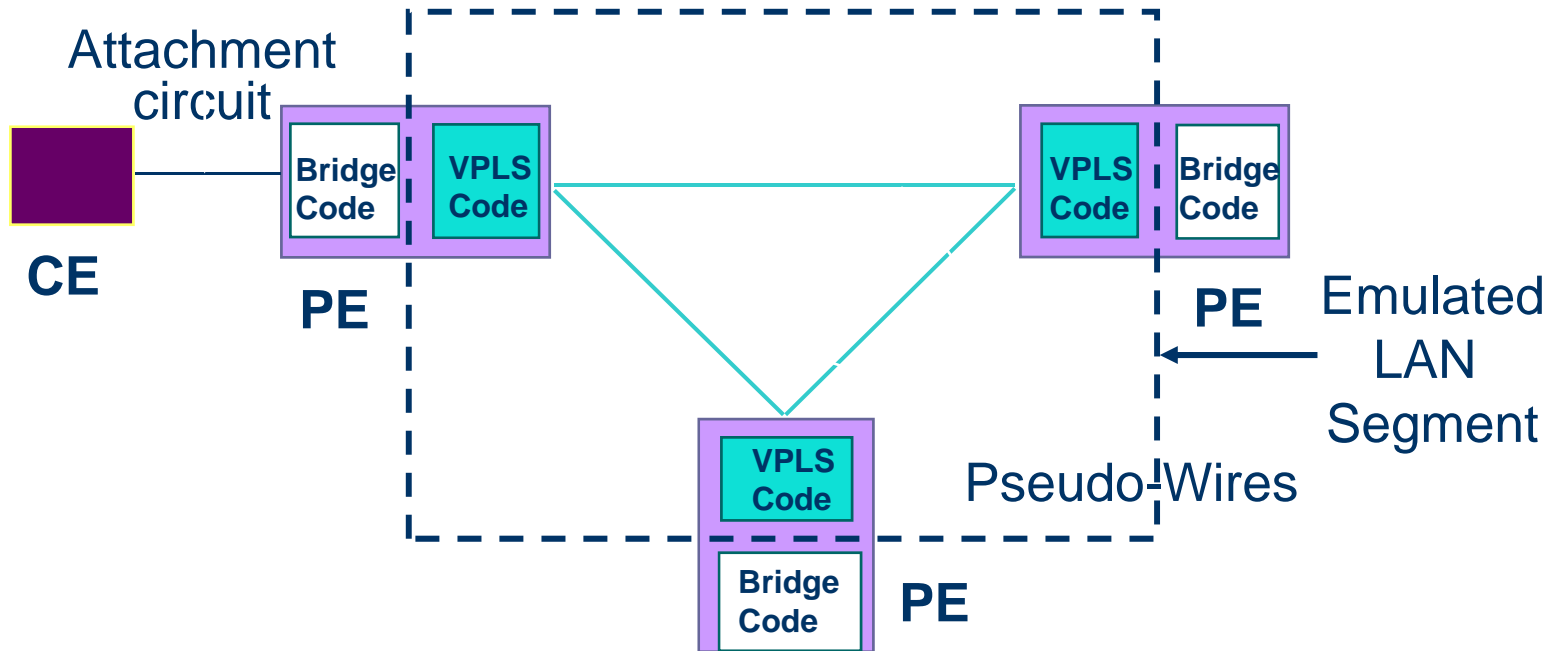 Attachment
circuit
Bridge
Code
VPLS
Code
VPLS
Code
Bridge
Code
CE
PE
PE
Emulated
LAN
Segment
VPLS
Code
Pseudo-Wires
Bridge
Code
PE